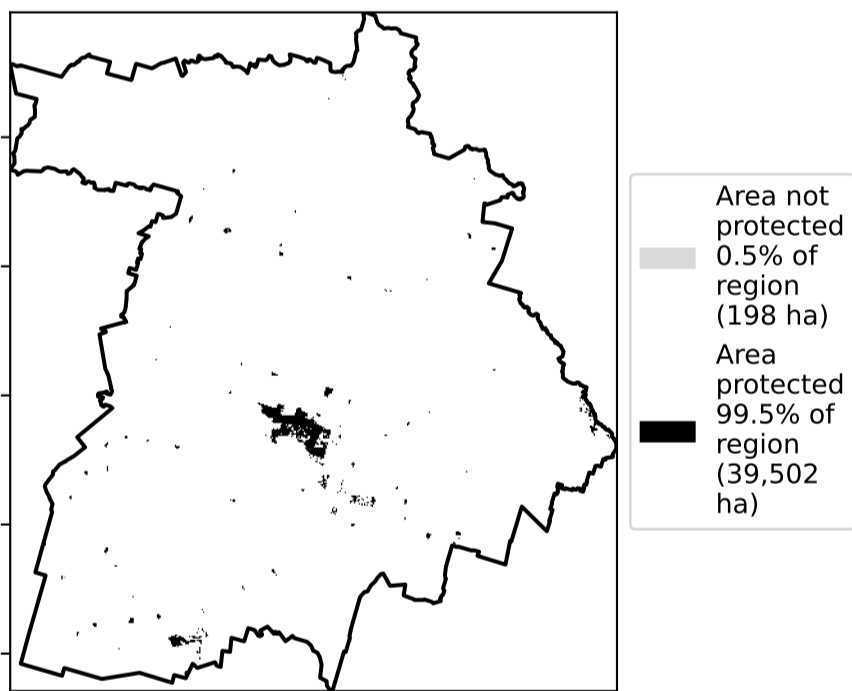 Area not
protected
0.5% of
region
(198 ha)
Area
protected
99.5% of
region
(39,502
ha)